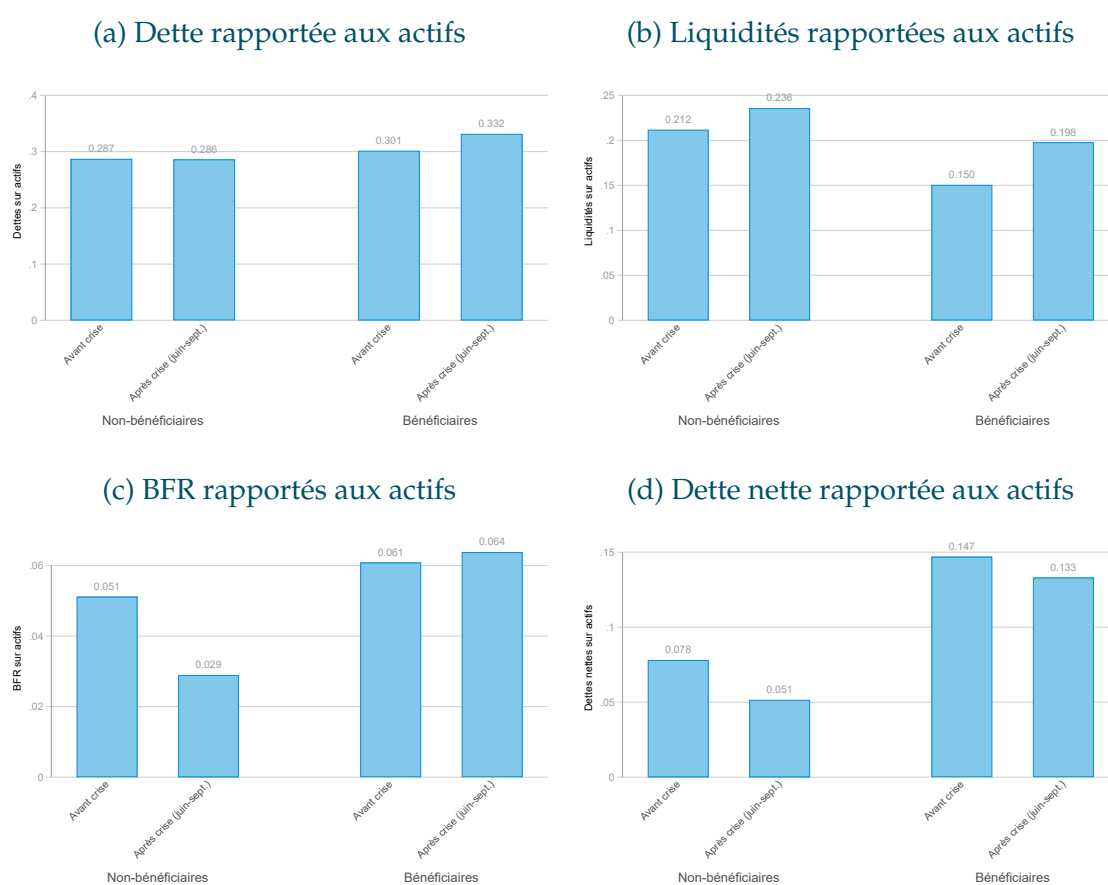 (a) Dette rapportée aux actifs
.4
.3
.2
.1
0
Dettes sur actifs
0.287
0.286
0.301
0.332
Avant crise
Après crise (juin-sept.)
Avant crise
Après crise (juin-sept.)
Non-bénéficiaires
Bénéficiaires
(b) Liquidités rapportées aux actifs
.25
.2
.15
.1
.05
0
Liquidités sur actifs
0.212
0.236
0.150
0.198
Avant crise
Après crise (juin-sept.)
Avant crise
Après crise (juin-sept.)
Non-bénéficiaires
Bénéficiaires
(c) BFR rapportés aux actifs
.06
.04
.02
0
BFR sur actifs
0.051
0.029
0.061
0.064
Avant crise
Après crise (juin-sept.)
Avant crise
Après crise (juin-sept.)
Non-bénéficiaires
Bénéficiaires
(d) Dette nette rapportée aux actifs
.15
.1
.05
0
Dettes nettes sur actifs
0.078
0.051
0.147
0.133
Avant crise
Après crise (juin-sept.)
Avant crise
Après crise (juin-sept.)
Non-bénéficiaires
Bénéficiaires